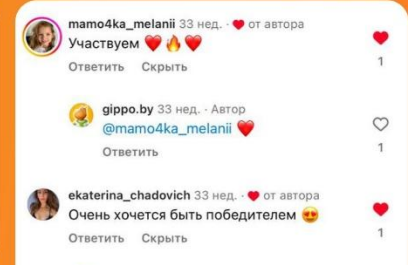 mamo4ka_melanii 33 нед. · ❤ от автора
Участвуем ❤️🔥❤️
1
Ответить Скрыть
gippo.by 33 нед. · Автор
@mamo4ka_melanii ❤️
1
Ответить
ekaterina_chadovich 33 нед. · ❤ от автора
Очень хочется быть победителем 😍
1
Ответить Скрыть